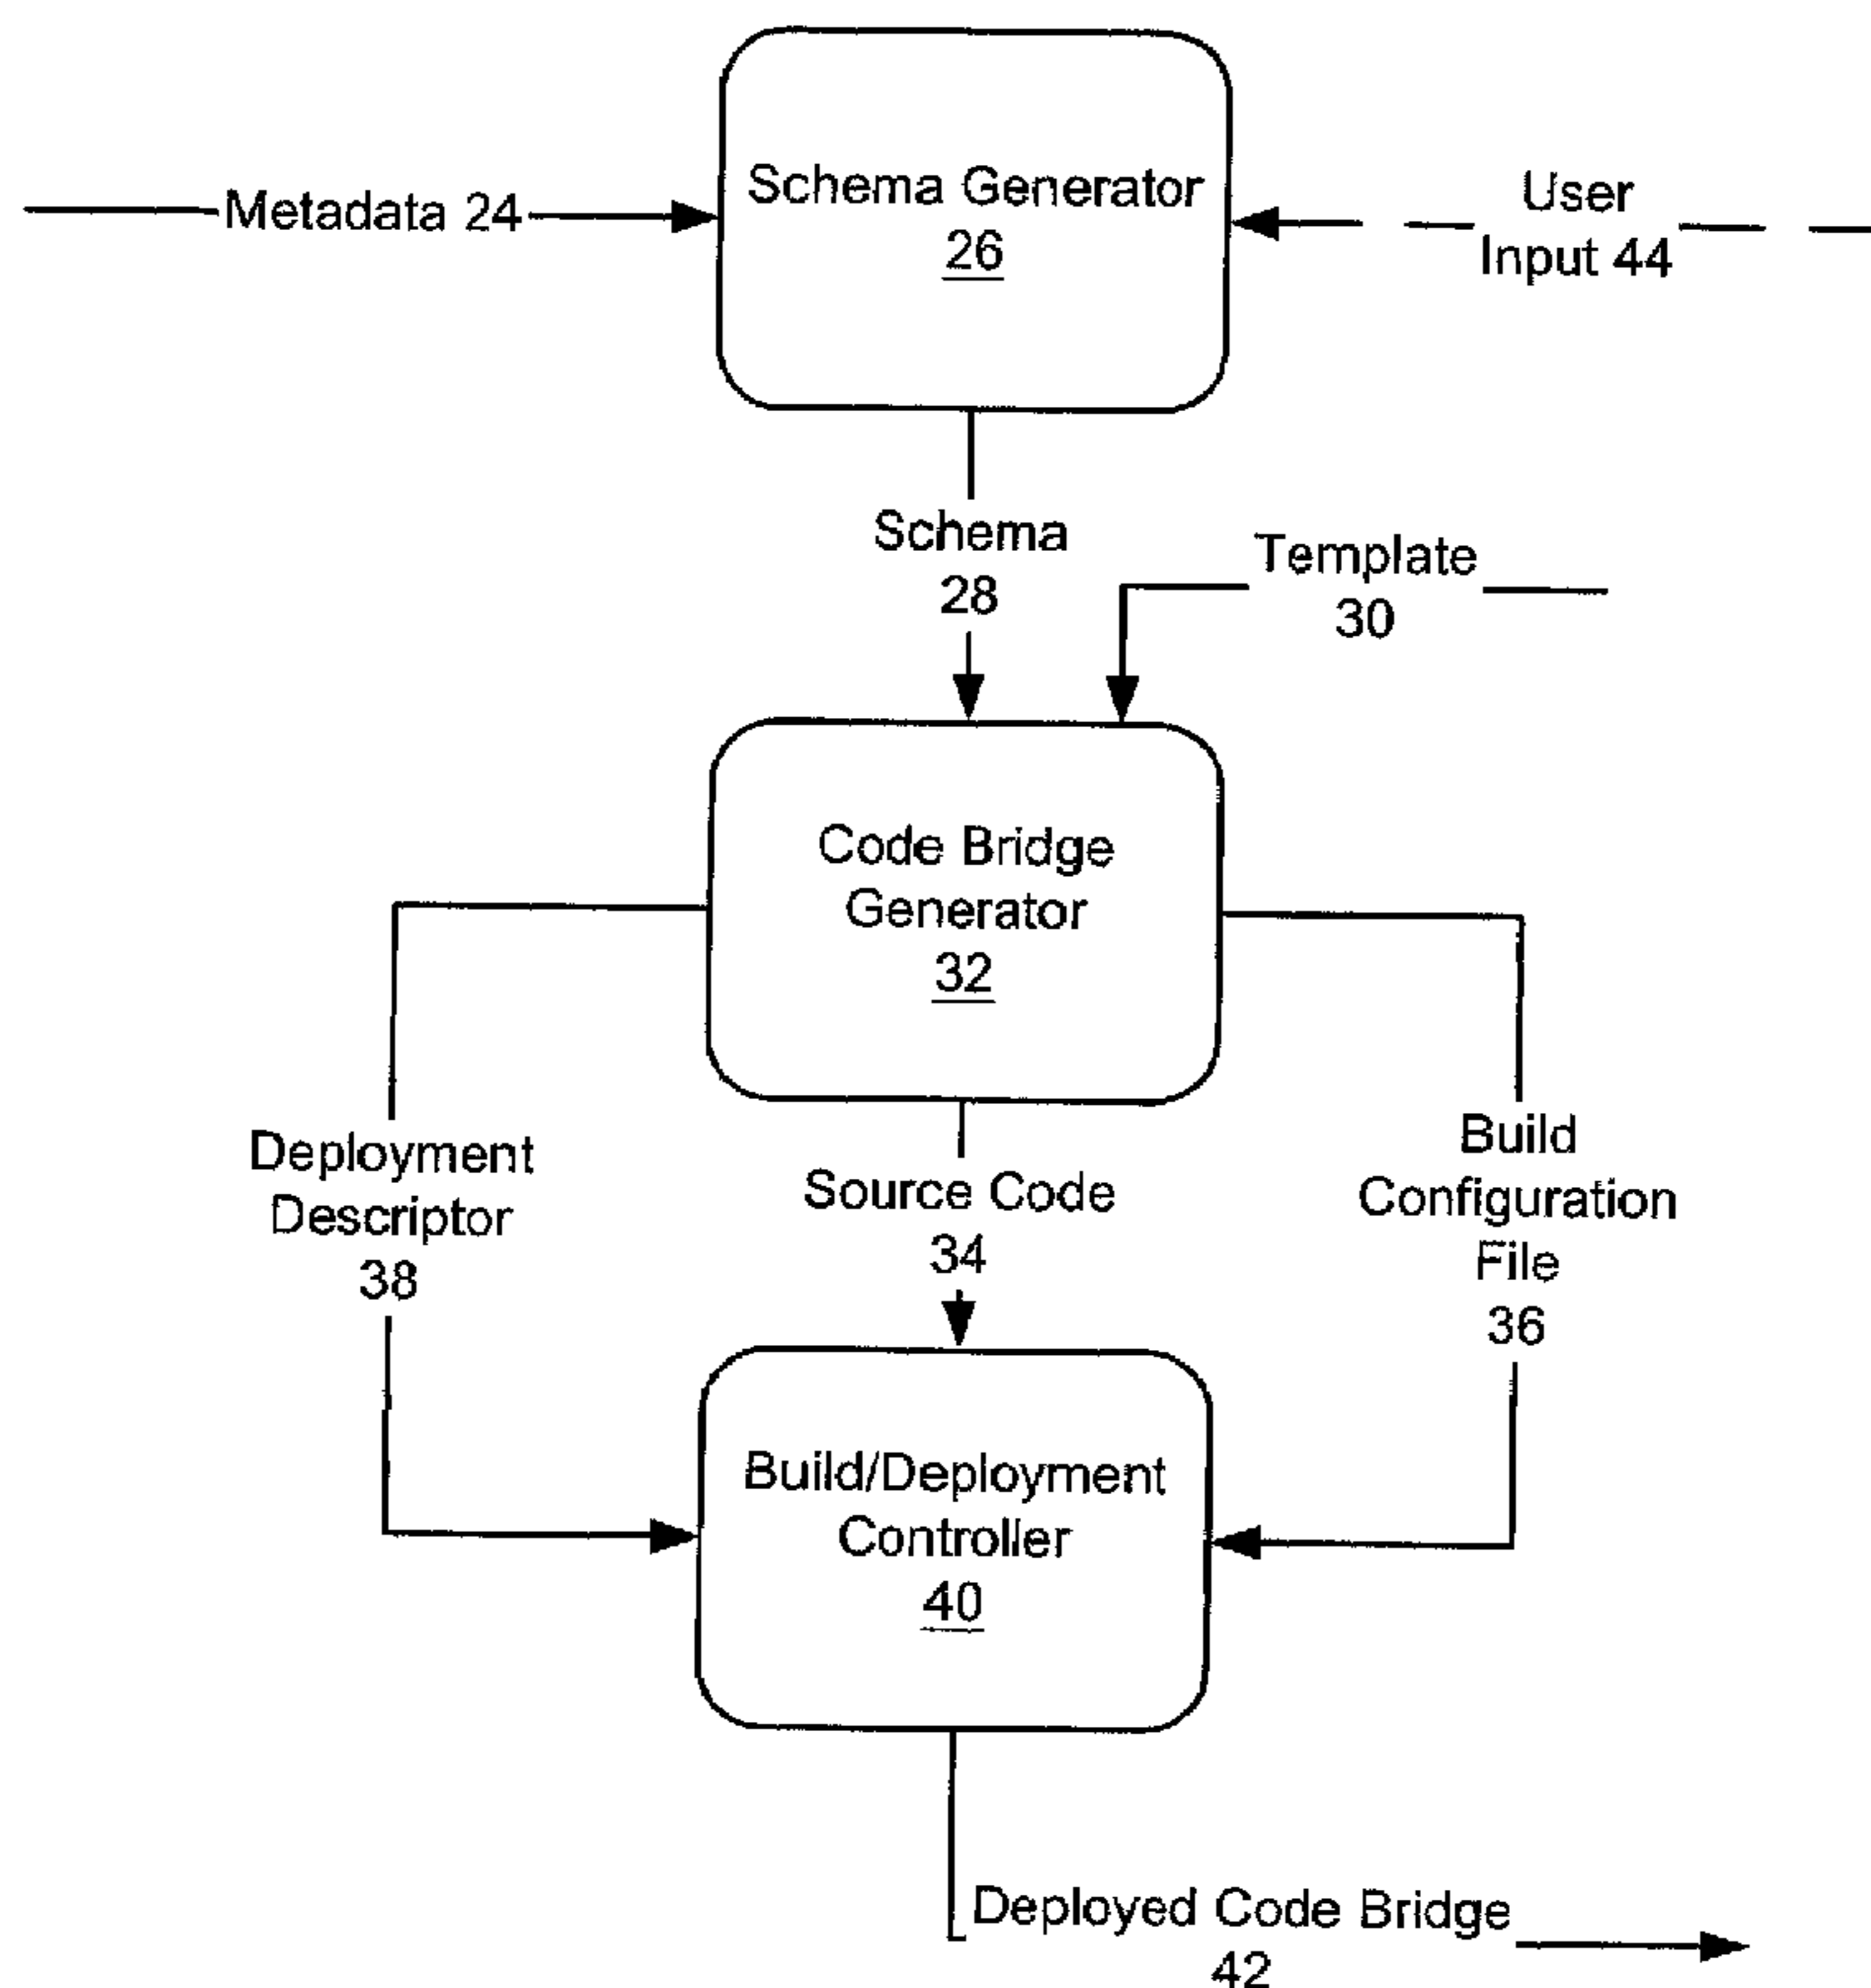 Schema Generator
26
Metadata 24
User
Input 44
Schema
28
Template
30
Code Bridge
Generator
32
Deployment
Descriptor
38
Source Code
34
Build
Configuration
File
36
Build/Deployment
Controller
40
Deployed Code Bridge
42